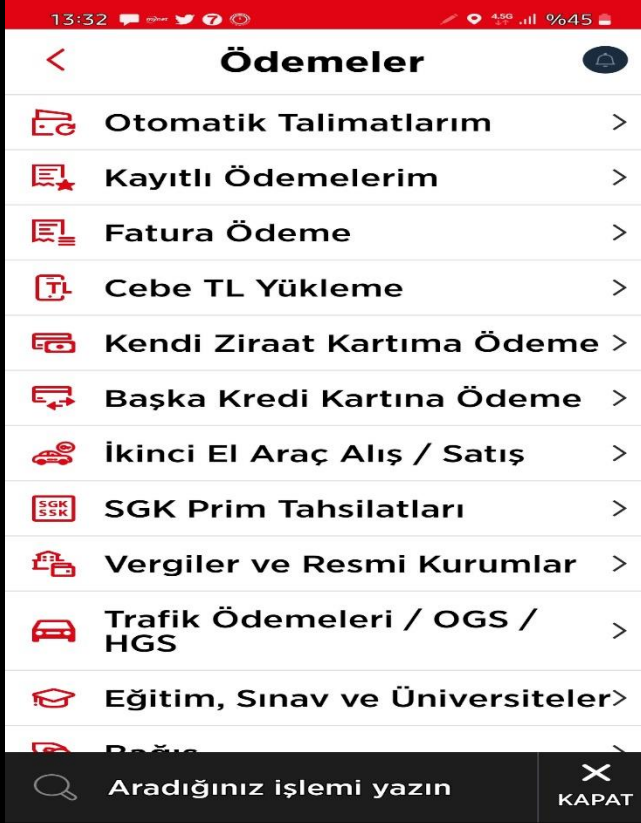 13:32
4.5G %45
Ödemeler
Otomatik Talimatlarım
Kayıtlı Ödemelerim
Fatura Ödeme
TL
Cebe TL Yükleme
Kendi Ziraat Kartıma Ödeme
Başka Kredi Kartına Ödeme
İkinci El Araç Alış / Satış
SGK
SSK
SGK Prim Tahsilatları
Vergiler ve Resmi Kurumlar
Trafik Ödemeleri / OGS /
HGS
Eğitim, Sınav ve Üniversiteler
Bağış
Aradığınız işlemi yazın
KAPAT